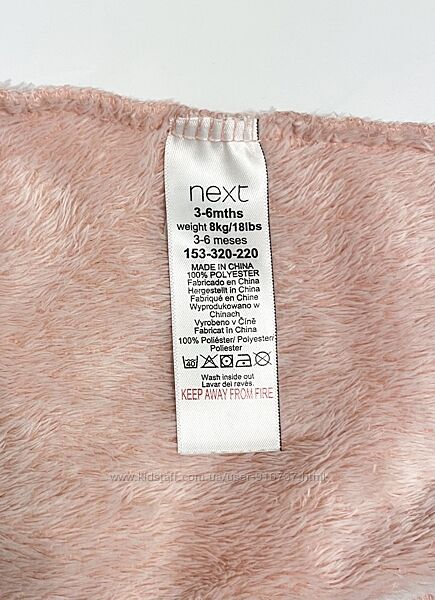 next
3-6mths
weight 8kg/18lbs
3-6 meses
153-320-220
MADE IN CHINA
100% POLYESTER
Fabricado en China
Hergestellt in China
Fabriqué en Chine
Wyprodukowano w
Chinach
Vyrobeno v Číně
Fabricat în China
100% Poliéster/ Polyester/
Poliester
40
Wash inside out
Lavar del revés.
KEEP AWAY FROM FIRE